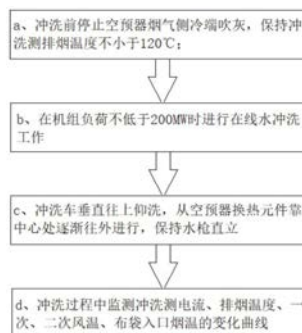 a、冲洗前停止空预器烟气侧冷端吹灰，保持冲
洗测排烟温度不小于120℃；
b、在机组负荷不低于200MW时进行在线水冲洗
工作
c、冲洗车垂直往上仰洗，从空预器换热元件靠
中心处逐渐往外进行，保持水枪直立
d、冲洗过程中监测冲洗测电流、排烟温度、一
次、二次风温、布袋入口烟温的变化曲线